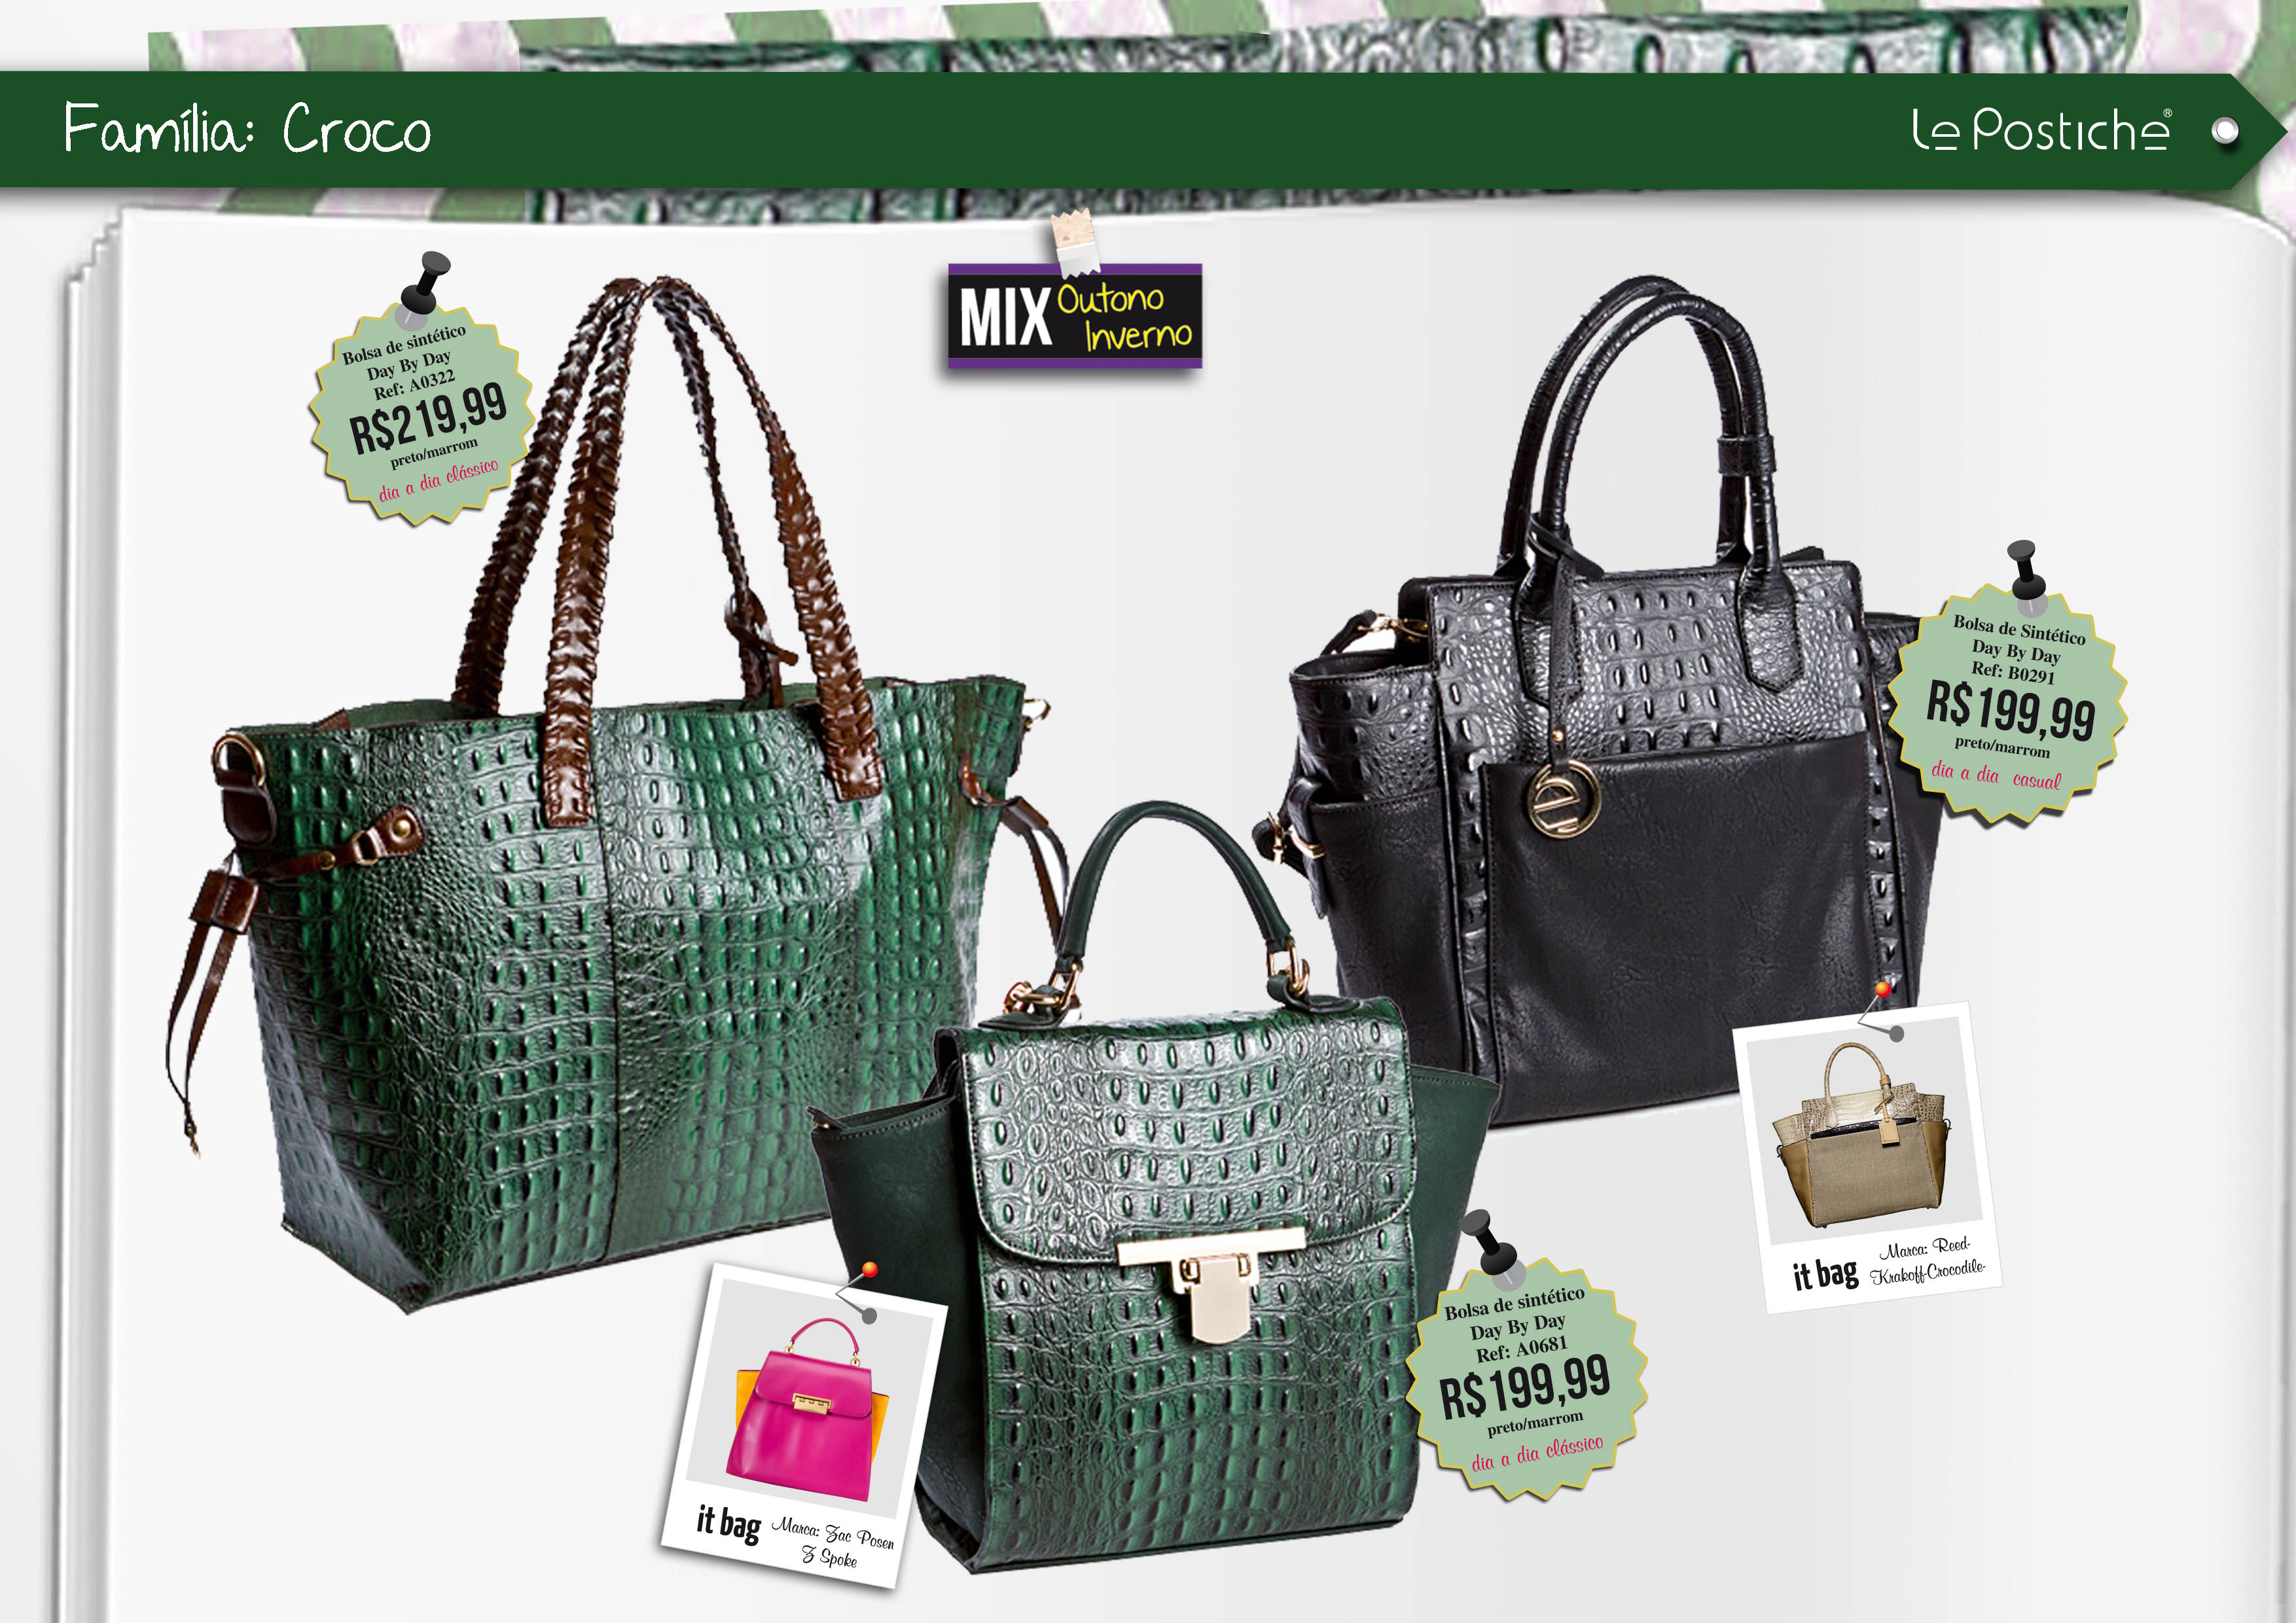 Família: Croco
Le Postiche®
MIX Outono
Inverno
Bolsa de sintético
Day By Day
Ref: A0322
R$219,99
preto/marrom
dia a dia clássico
Bolsa de Sintético
Day By Day
Ref: B0291
R$199,99
preto/marrom
dia a dia casual
it bag
Marca: Reed-
Krakoff-Crocodile-
Bolsa de sintético
Day By Day
Ref: A0681
R$199,99
preto/marrom
dia a dia clássico
it bag
Marca: Zac Posen
Z Spoke